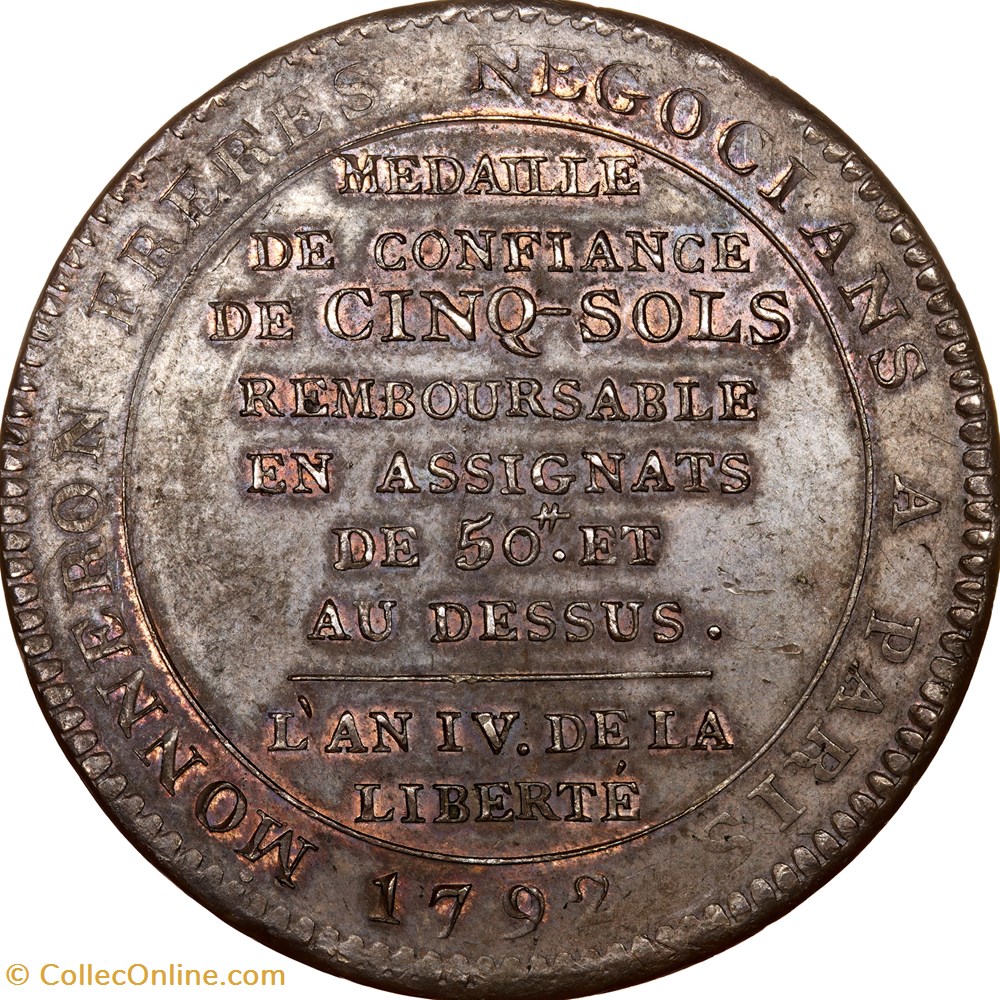 MONNERON FRERES NEGOCIANS A PARIS
1792
MEDAILLE
DE CONFIANCE
DE CINQ-SOLS
REMBOURSABLE
EN ASSIGNATS
DE 50ᵗᵗ. ET
AU DESSUS.
L'AN IV. DE LA
LIBERTÉ
© CollecOnline.com